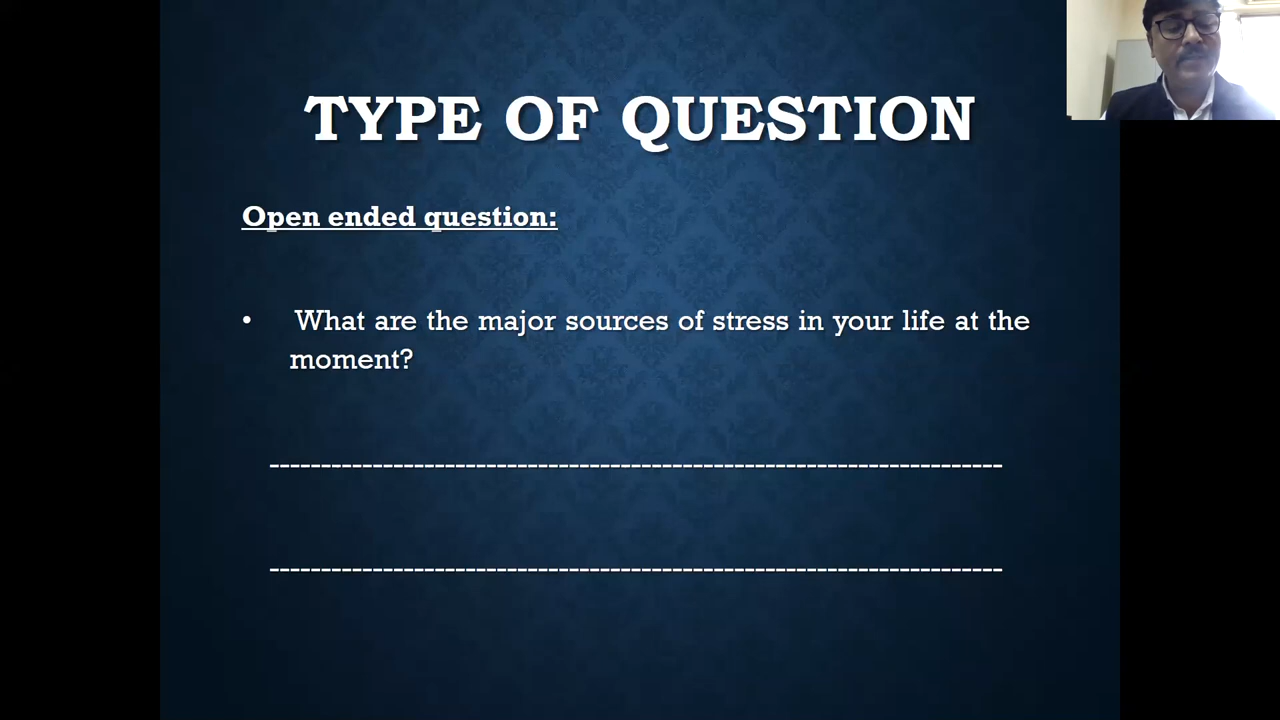 TYPE OF QUESTION
Open ended question:
• What are the major sources of stress in your life at the
moment?
-----------------------------------------------------------------------
-----------------------------------------------------------------------